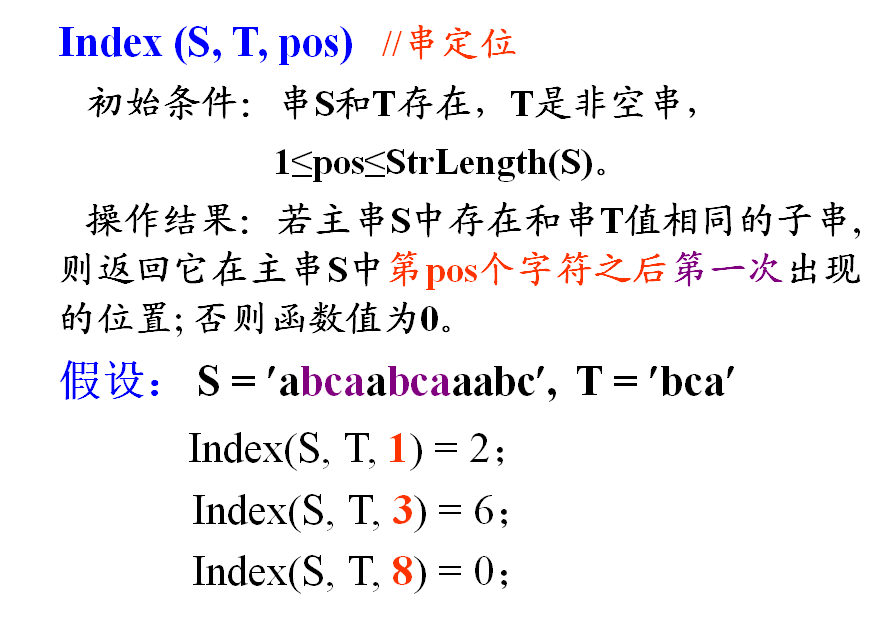 Index (S, T, pos) //串定位
初始条件：串S和T存在，T是非空串，
1≤pos≤StrLength(S)。
操作结果：若主串S中存在和串T值相同的子串,
则返回它在主串S中第pos个字符之后第一次出现
的位置; 否则函数值为0。
假设： S = ′abcaabcaaabc′, T = ′bca′
Index(S, T, 1) = 2；
Index(S, T, 3) = 6；
Index(S, T, 8) = 0；